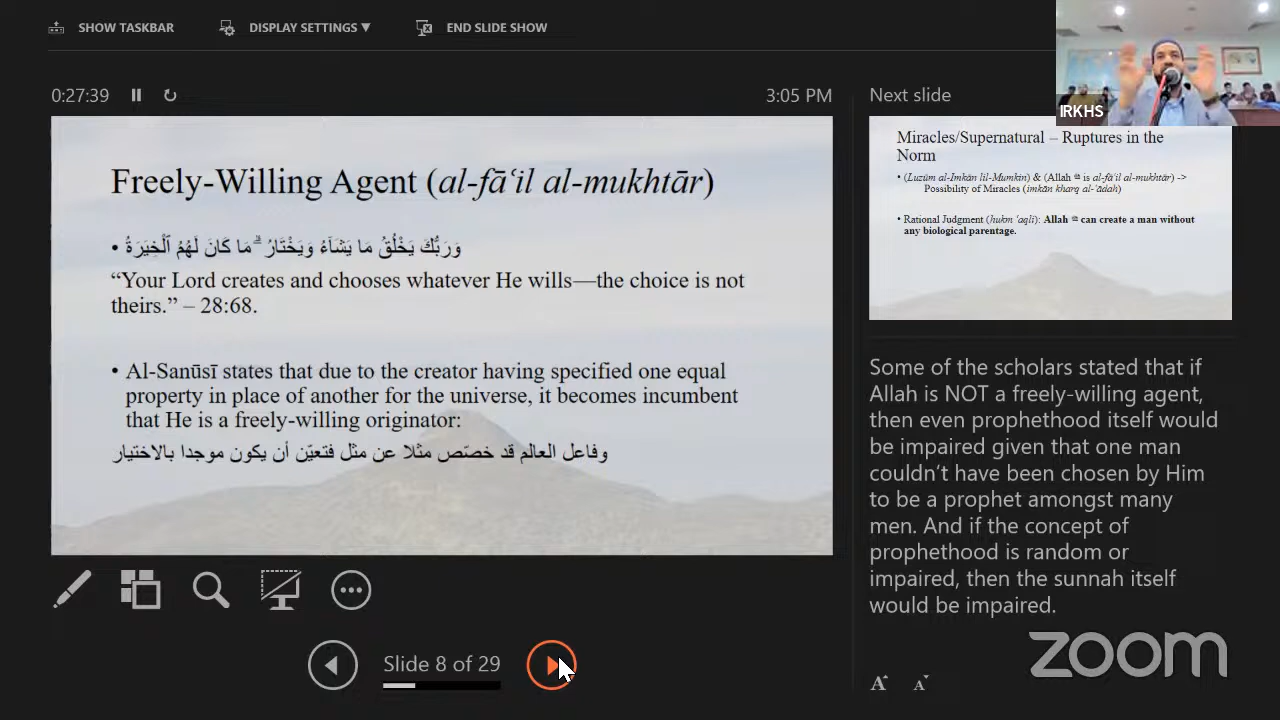 SHOW TASKBAR
DISPLAY SETTINGS ▼
END SLIDE SHOW
0:27:39
3:05 PM
Freely-Willing Agent (al-fāʿil al-mukhtār)
• وَرَبُّكَ يَخْلُقُ مَا يَشَآءُ وَيَخْتَارُ ۗ مَا كَانَ لَهُمُ ٱلْخِيَرَةُ
“Your Lord creates and chooses whatever He wills—the choice is not
theirs.” – 28:68.
• Al-Sanūsī states that due to the creator having specified one equal
property in place of another for the universe, it becomes incumbent
that He is a freely-willing originator:
وفاعل العالم قد خصّص مثلا عن مثل فتعيّن أن يكون موجدا بالاختيار
Slide 8 of 29
Next slide
IRKHS
Miracles/Supernatural – Ruptures in the
Norm
• (Luzūm al-Imkān lil-Mumkin) & (Allah ﷻ is al-fāʿil al-mukhtār) ->
Possibility of Miracles (imkān kharq al-ʿādah)
• Rational Judgment (hukm ʿaqlī): Allah ﷻ can create a man without
any biological parentage.
Some of the scholars stated that if
Allah is NOT a freely-willing agent,
then even prophethood itself would
be impaired given that one man
couldn’t have been chosen by Him
to be a prophet amongst many
men. And if the concept of
prophethood is random or
impaired, then the sunnah itself
would be impaired.
zoom
A A